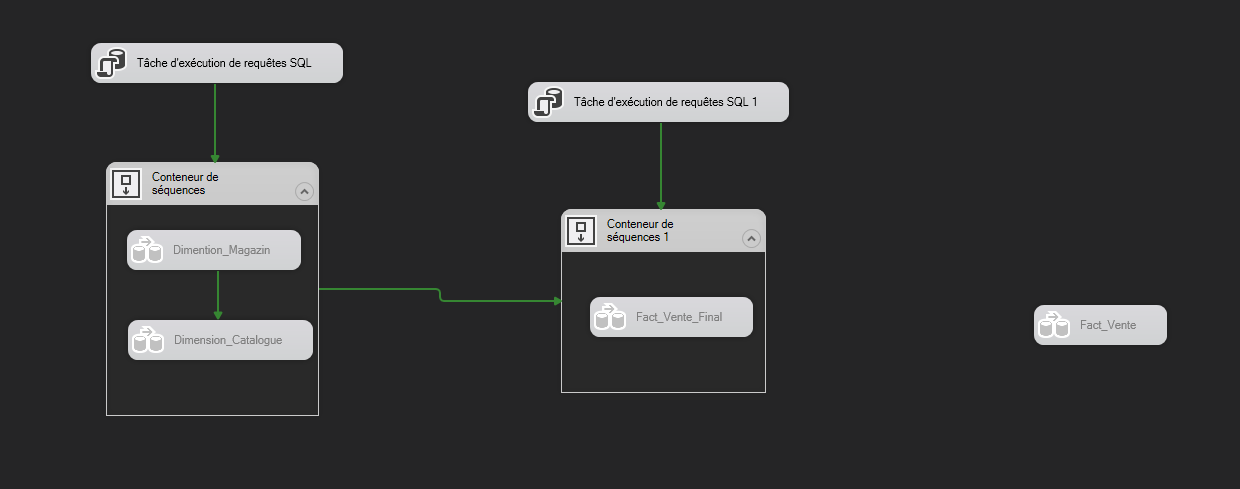 Tâche d'exécution de requêtes SQL
Tâche d'exécution de requêtes SQL 1
Conteneur de
séquences
Dimention_Magazin
Dimension_Catalogue
Conteneur de
séquences 1
Fact_Vente_Final
Fact_Vente